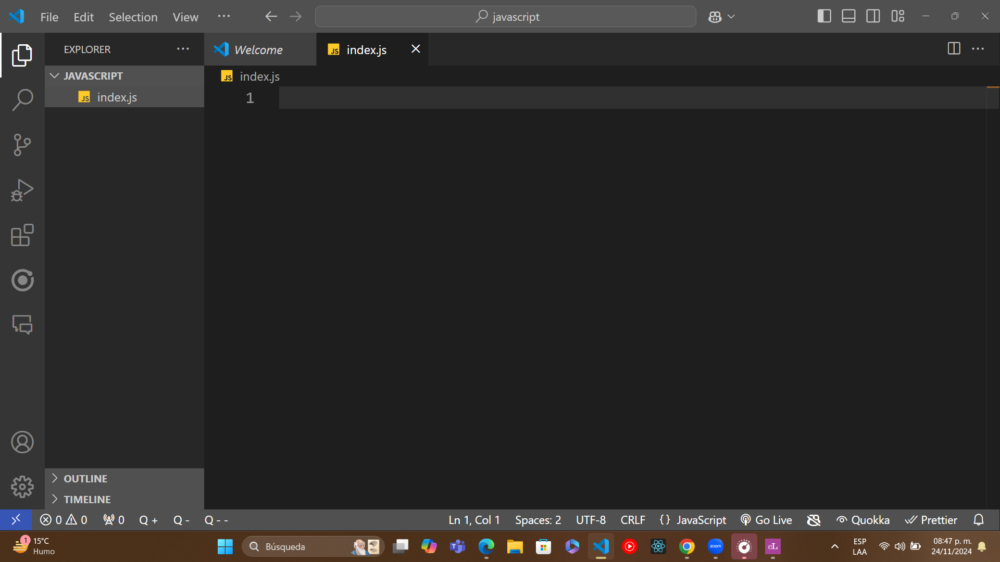 File Edit Selection View ··· javascript
EXPLORER ··· Welcome JS index.js ···
JAVASCRIPT JS index.js
JS index.js 1
OUTLINE
TIMELINE
0 0 0 Q + Q - Q - - Ln 1, Col 1 Spaces: 2 UTF-8 CRLF {} JavaScript Go Live Quokka Prettier
1 15°C Búsqueda T zoom eL ESP 08:47 p. m.
Humo LAA 24/11/2024